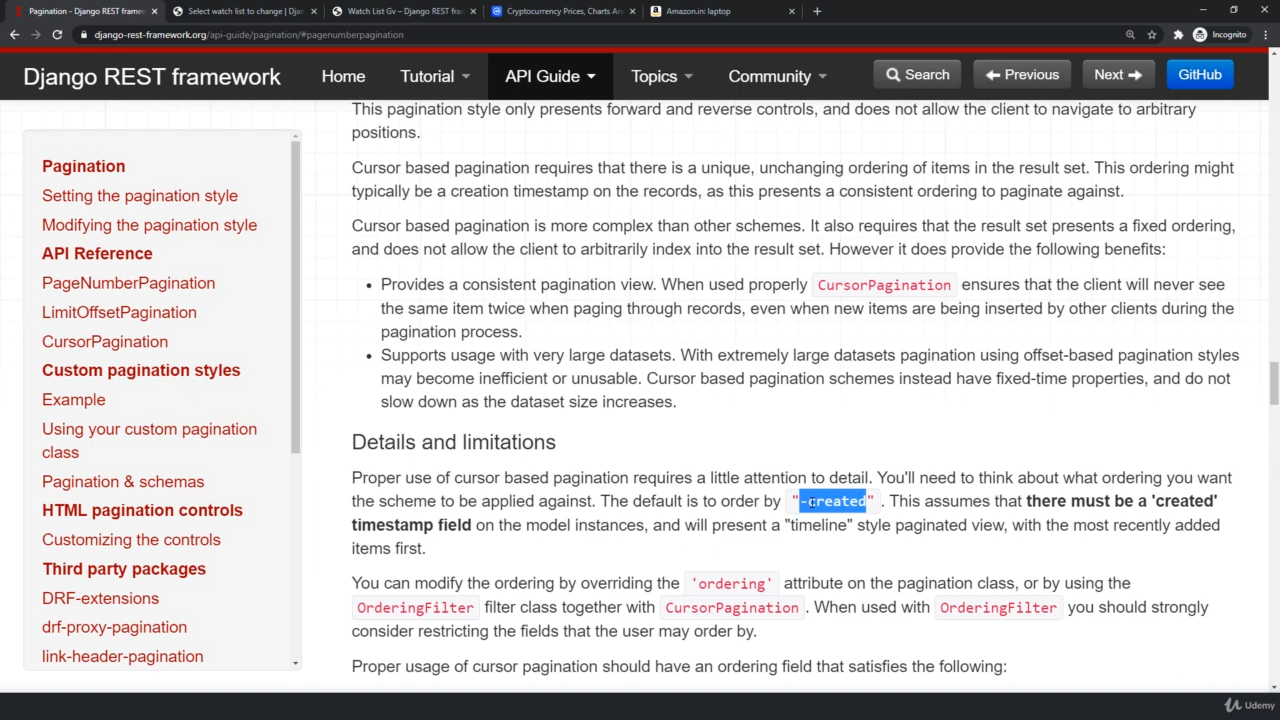 Pagination - Django REST framew
Select watch list to change | Djan
Watch List Gv – Django REST fram
Cryptocurrency Prices, Charts An
Amazon.in: laptop
django-rest-framework.org/api-guide/pagination/#pagenumberpagination
Incognito
Django REST framework
Home
Tutorial
API Guide
Topics
Community
Search
Previous
Next
GitHub
Pagination
Setting the pagination style
Modifying the pagination style
API Reference
PageNumberPagination
LimitOffsetPagination
CursorPagination
Custom pagination styles
Example
Using your custom pagination
class
Pagination & schemas
HTML pagination controls
Customizing the controls
Third party packages
DRF-extensions
drf-proxy-pagination
link-header-pagination
This pagination style only presents forward and reverse controls, and does not allow the client to navigate to arbitrary
positions.
Cursor based pagination requires that there is a unique, unchanging ordering of items in the result set. This ordering might
typically be a creation timestamp on the records, as this presents a consistent ordering to paginate against.
Cursor based pagination is more complex than other schemes. It also requires that the result set presents a fixed ordering,
and does not allow the client to arbitrarily index into the result set. However it does provide the following benefits:
• Provides a consistent pagination view. When used properly CursorPagination ensures that the client will never see
the same item twice when paging through records, even when new items are being inserted by other clients during the
pagination process.
• Supports usage with very large datasets. With extremely large datasets pagination using offset-based pagination styles
may become inefficient or unusable. Cursor based pagination schemes instead have fixed-time properties, and do not
slow down as the dataset size increases.
Details and limitations
Proper use of cursor based pagination requires a little attention to detail. You'll need to think about what ordering you want
the scheme to be applied against. The default is to order by "-created" . This assumes that there must be a 'created'
timestamp field on the model instances, and will present a "timeline" style paginated view, with the most recently added
items first.
You can modify the ordering by overriding the 'ordering' attribute on the pagination class, or by using the
OrderingFilter filter class together with CursorPagination . When used with OrderingFilter you should strongly
consider restricting the fields that the user may order by.
Proper usage of cursor pagination should have an ordering field that satisfies the following:
Udemy